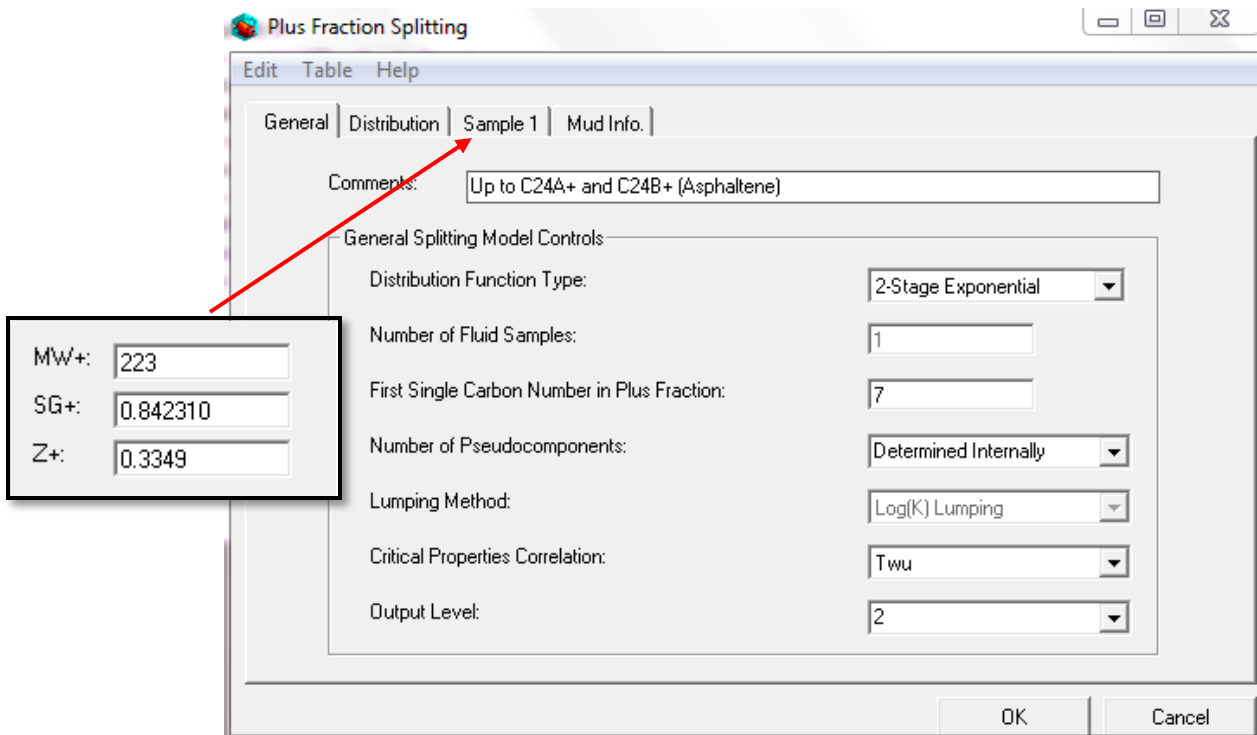 Plus Fraction Splitting
Edit Table Help
General Distribution Sample 1 Mud Info.
Comments: Up to C24A+ and C24B+ (Asphaltene)
General Splitting Model Controls
Distribution Function Type: 2-Stage Exponential
Number of Fluid Samples: 1
First Single Carbon Number in Plus Fraction: 7
Number of Pseudocomponents: Determined Internally
Lumping Method: Log(K) Lumping
Critical Properties Correlation: Twu
Output Level: 2
OK Cancel
MW+: 223
SG+: 0.842310
Z+: 0.3349